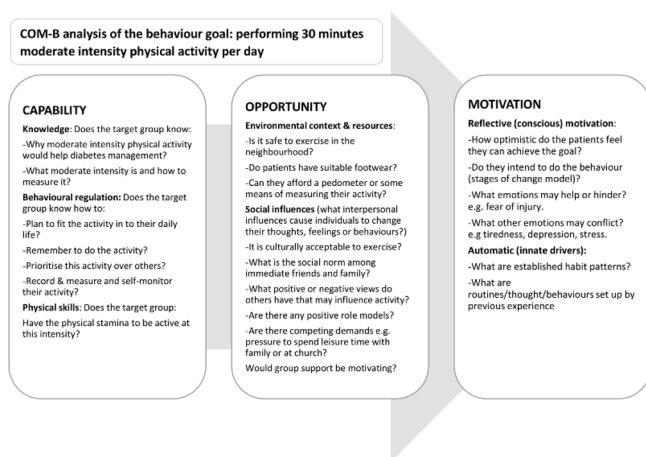 COM-B analysis of the behaviour goal: performing 30 minutes
moderate intensity physical activity per day
CAPABILITY
Knowledge: Does the target group know:
-Why moderate intensity physical activity
would help diabetes management?
-What moderate intensity is and how to
measure it?
Behavioural regulation: Does the target
group know how to:
-Plan to fit the activity in to their daily
life?
-Remember to do the activity?
-Prioritise this activity over others?
-Record & measure and self-monitor
their activity?
Physical skills: Does the target group:
Have the physical stamina to be active at
this intensity?
OPPORTUNITY
Environmental context & resources:
-Is it safe to exercise in the
neighbourhood?
-Do patients have suitable footwear?
-Can they afford a pedometer or some
means of measuring their activity?
Social influences (what interpersonal
influences cause individuals to change
their thoughts, feelings or behaviours?)
-It is culturally acceptable to exercise?
-What is the social norm among
immediate friends and family?
-What positive or negative views do
others have that may influence activity?
-Are there any positive role models?
-Are there competing demands e.g.
pressure to spend leisure time with
family or at church?
Would group support be motivating?
MOTIVATION
Reflective (conscious) motivation:
-How optimistic do the patients feel
they can achieve the goal?
-Do they intend to do the behaviour
(stages of change model)?
-What emotions may help or hinder?
e.g. fear of injury.
-What other emotions may conflict?
e.g tiredness, depression, stress.
Automatic (innate drivers):
-What are established habit patterns?
-What are
routines/thought/behaviours set up by
previous experience